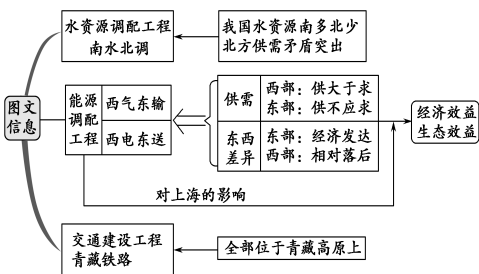 水资源调配工程
南水北调
我国水资源南多北少
北方供需矛盾突出
图文
信息
能源
调配
工程
西气东输
西电东送
供需
西部：供大于求
东部：供不应求
东西
差异
东部：经济发达
西部：相对落后
经济效益
生态效益
对上海的影响
交通建设工程
青藏铁路
全部位于青藏高原上